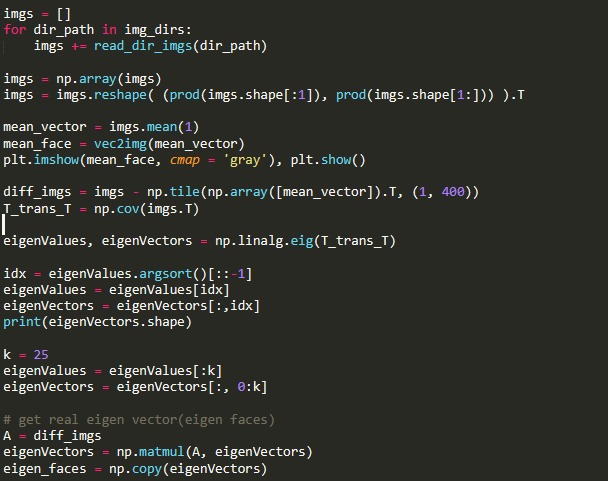 imgs = []
for dir_path in img_dirs:
    imgs += read_dir_imgs(dir_path)
imgs = np.array(imgs)
imgs = imgs.reshape( (prod(imgs.shape[:1]), prod(imgs.shape[1:])) ).T
mean_vector = imgs.mean(1)
mean_face = vec2img(mean_vector)
plt.imshow(mean_face, cmap = 'gray'), plt.show()
diff_imgs = imgs - np.tile(np.array([mean_vector]).T, (1, 400))
T_trans_T = np.cov(imgs.T)
eigenValues, eigenVectors = np.linalg.eig(T_trans_T)
idx = eigenValues.argsort()[::-1]
eigenValues = eigenValues[idx]
eigenVectors = eigenVectors[:,idx]
print(eigenVectors.shape)
k = 25
eigenValues = eigenValues[:k]
eigenVectors = eigenVectors[:, 0:k]
# get real eigen vector(eigen faces)
A = diff_imgs
eigenVectors = np.matmul(A, eigenVectors)
eigen_faces = np.copy(eigenVectors)